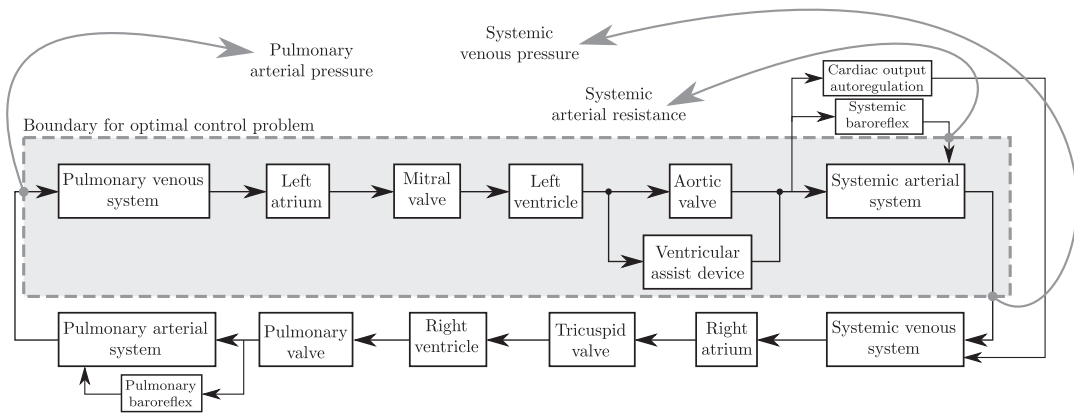 Pulmonary
arterial pressure
Systemic
venous pressure
Systemic
arterial resistance
Cardiac output
autoregulation
Systemic
baroreflex
Boundary for optimal control problem
Pulmonary venous
system
Left
atrium
Mitral
valve
Left
ventricle
Aortic
valve
Systemic arterial
system
Ventricular
assist device
Pulmonary arterial
system
Pulmonary
valve
Right
ventricle
Tricuspid
valve
Right
atrium
Systemic venous
system
Pulmonary
baroreflex